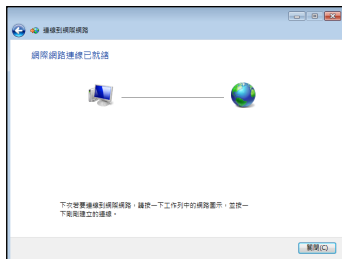 連線到網際網路
網際網路連線已就緒
下次若要連線到網際網路，請按一下工作列中的網路圖示，並按一
下剛剛建立的連線。
關閉(C)